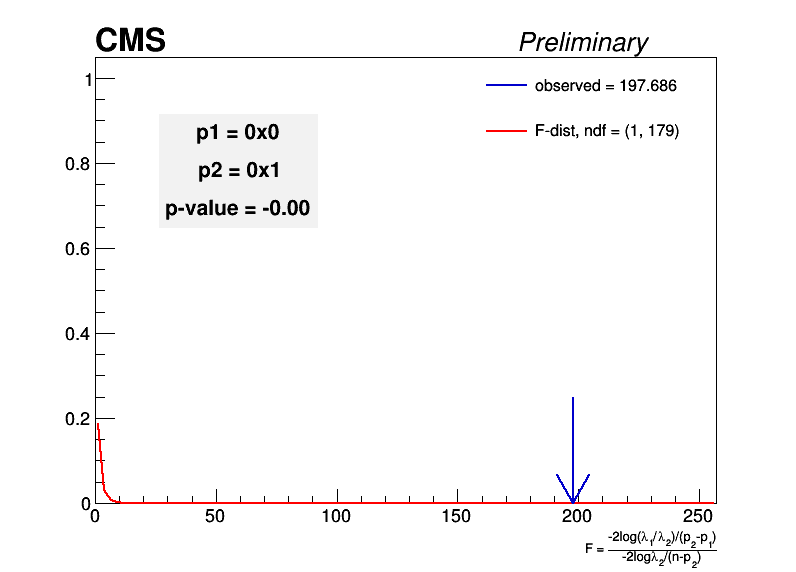 CMS Preliminary
observed = 197.686
F-dist, ndf = (1, 179)
p1 = 0x0
p2 = 0x1
p-value = -0.00
1
0.8
0.6
0.4
0.2
0
0 50 100 150 200 250
F = -2log(λ1/λ2)/(p2-p1)
-2logλ2/(n-p2)